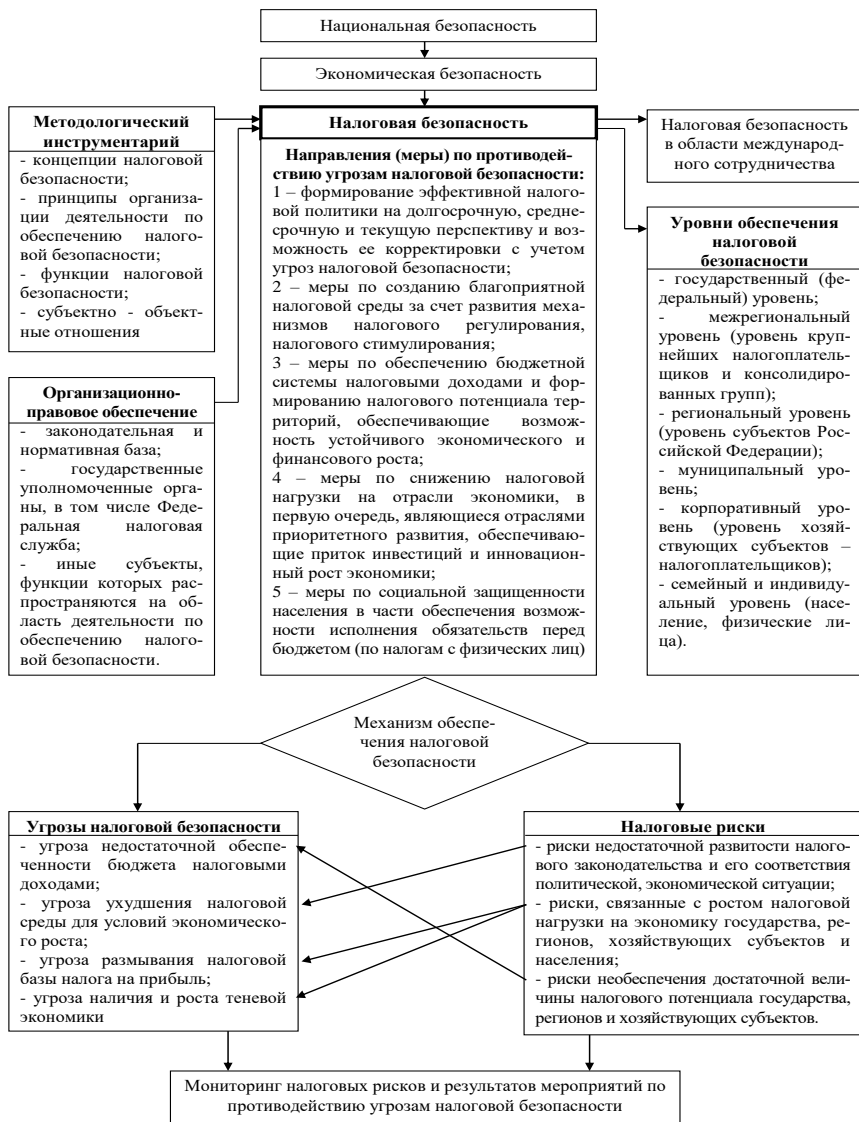 Национальная безопасность
Экономическая безопасность
Методологический
инструментарий
- концепции налоговой
безопасности;
- принципы организа-
ции деятельности по
обеспечению налого-
вой безопасности;
- функции налоговой
безопасности;
- субъектно - объект-
ные отношения
Организационно-
правовое обеспечение
- законодательная и
нормативная база;
- государственные
уполномоченные орга-
ны, в том числе Феде-
ральная налоговая
служба;
- иные субъекты,
функции которых рас-
пространяются на об-
ласть деятельности по
обеспечению налого-
вой безопасности.
Налоговая безопасность
Направления (меры) по противодей-
ствию угрозам налоговой безопасности:
1 – формирование эффективной налого-
вой политики на долгосрочную, средне-
срочную и текущую перспективу и воз-
можность ее корректировки с учетом
угроз налоговой безопасности;
2 – меры по созданию благоприятной
налоговой среды за счет развития меха-
низмов налогового регулирования,
налогового стимулирования;
3 – меры по обеспечению бюджетной
системы налоговыми доходами и фор-
мированию налогового потенциала тер-
риторий, обеспечивающие возмож-
ность устойчивого экономического и
финансового роста;
4 – меры по снижению налоговой
нагрузки на отрасли экономики, в
первую очередь, являющиеся отраслями
приоритетного развития, обеспечиваю-
щие приток инвестиций и инновацион-
ный рост экономики;
5 – меры по социальной защищенности
населения в части обеспечения возмож-
ности исполнения обязательств перед
бюджетом (по налогам с физических лиц)
Налоговая безопасность
в области международ-
ного сотрудничества
Уровни обеспечения
налоговой
безопасности
- государственный (фе-
деральный) уровень;
- межрегиональный
уровень (уровень круп-
нейших налогоплатель-
щиков и консолидиро-
ванных групп);
- региональный уровень
(уровень субъектов Рос-
сийской Федерации);
- муниципальный уро-
вень;
- корпоративный уро-
вень (уровень хозяй-
ствующих субъектов –
налогоплательщиков);
- семейный и индивиду-
альный уровень (насе-
ление, физические ли-
ца).
Механизм обеспе-
чения налоговой
безопасности
Угрозы налоговой безопасности
- угроза недостаточной обеспе-
ченности бюджета налоговыми
доходами;
- угроза ухудшения налоговой
среды для условий экономическо-
го роста;
- угроза размывания налоговой
базы налога на прибыль;
- угроза наличия и роста теневой
экономики
Налоговые риски
- риски недостаточной развитости налого-
вого законодательства и его соответствия
политической, экономической ситуации;
- риски, связанные с ростом налоговой
нагрузки на экономику государства, ре-
гионов, хозяйствующих субъектов и
населения;
- риски необеспечения достаточной вели-
чины налогового потенциала государства,
регионов и хозяйствующих субъектов.
Мониторинг налоговых рисков и результатов мероприятий по
противодействию угрозам налоговой безопасности